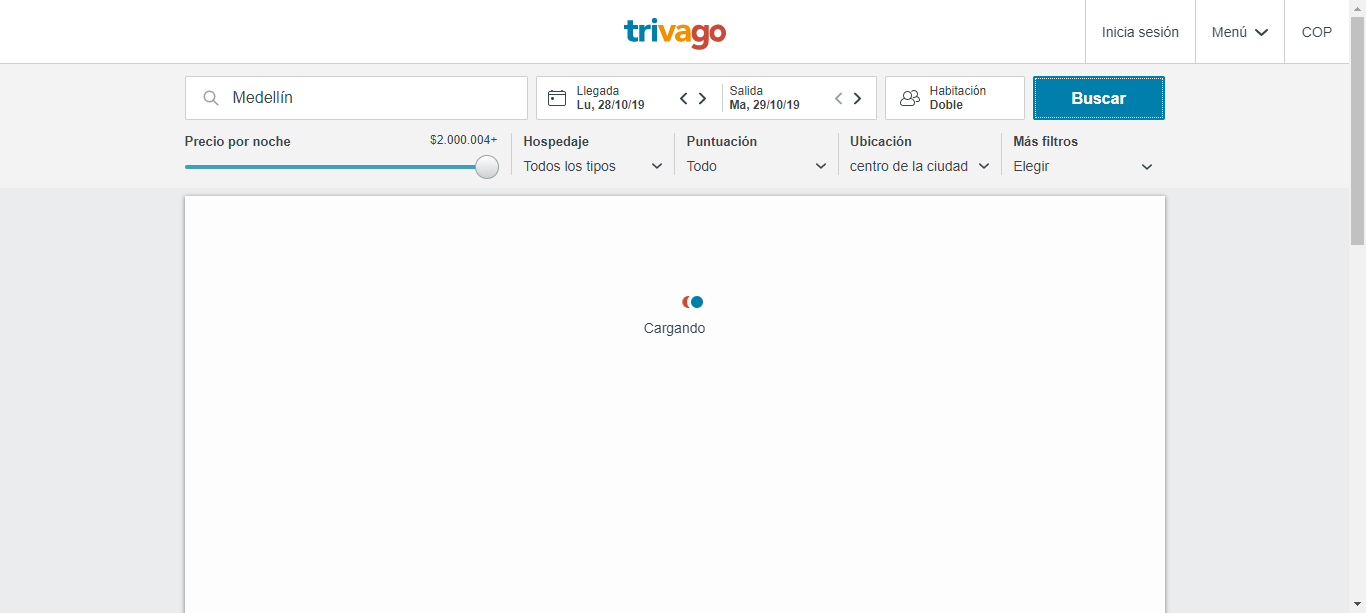 trivago
Inicia sesión
Menú
COP
Medellín
Llegada
Lu, 28/10/19
Salida
Ma, 29/10/19
Habitación
Doble
Buscar
Precio por noche
$2.000.004+
Hospedaje
Todos los tipos
Puntuación
Todo
Ubicación
centro de la ciudad
Más filtros
Elegir
Cargando